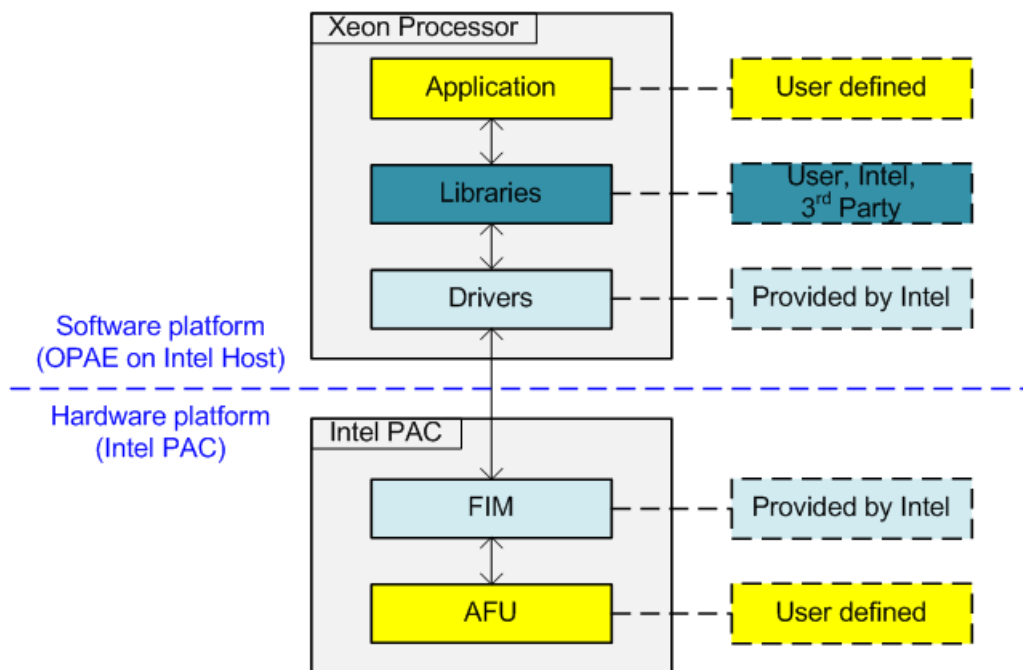 Xeon Processor
Application
User defined
Libraries
User, Intel,
3rd Party
Drivers
Provided by Intel
Software platform
(OPAE on Intel Host)
Hardware platform
(Intel PAC)
Intel PAC
FIM
Provided by Intel
AFU
User defined